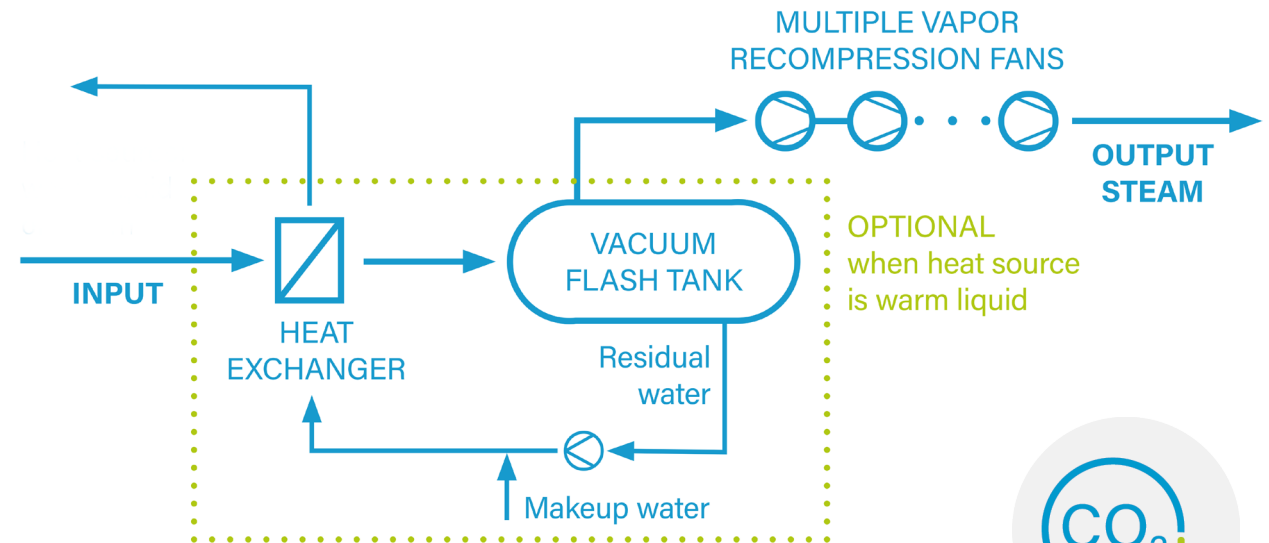 MULTIPLE VAPOR
RECOMPRESSION FANS
OUTPUT
STEAM
VACUUM
FLASH TANK
OPTIONAL
when heat source
is warm liquid
INPUT
HEAT
EXCHANGER
Residual
water
Makeup water
CO₂